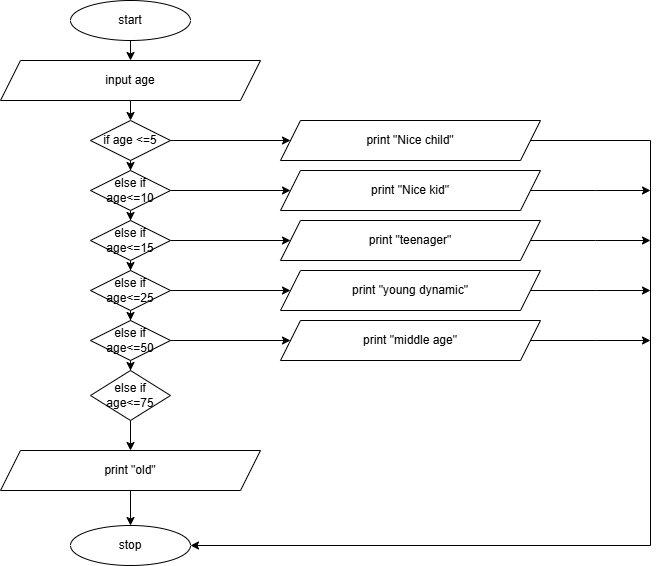 start
input age
if age <=5
print "Nice child"
else if
age<=10
print "Nice kid"
else if
age<=15
print "teenager"
else if
age<=25
print "young dynamic"
else if
age<=50
print "middle age"
else if
age<=75
print "old"
stop